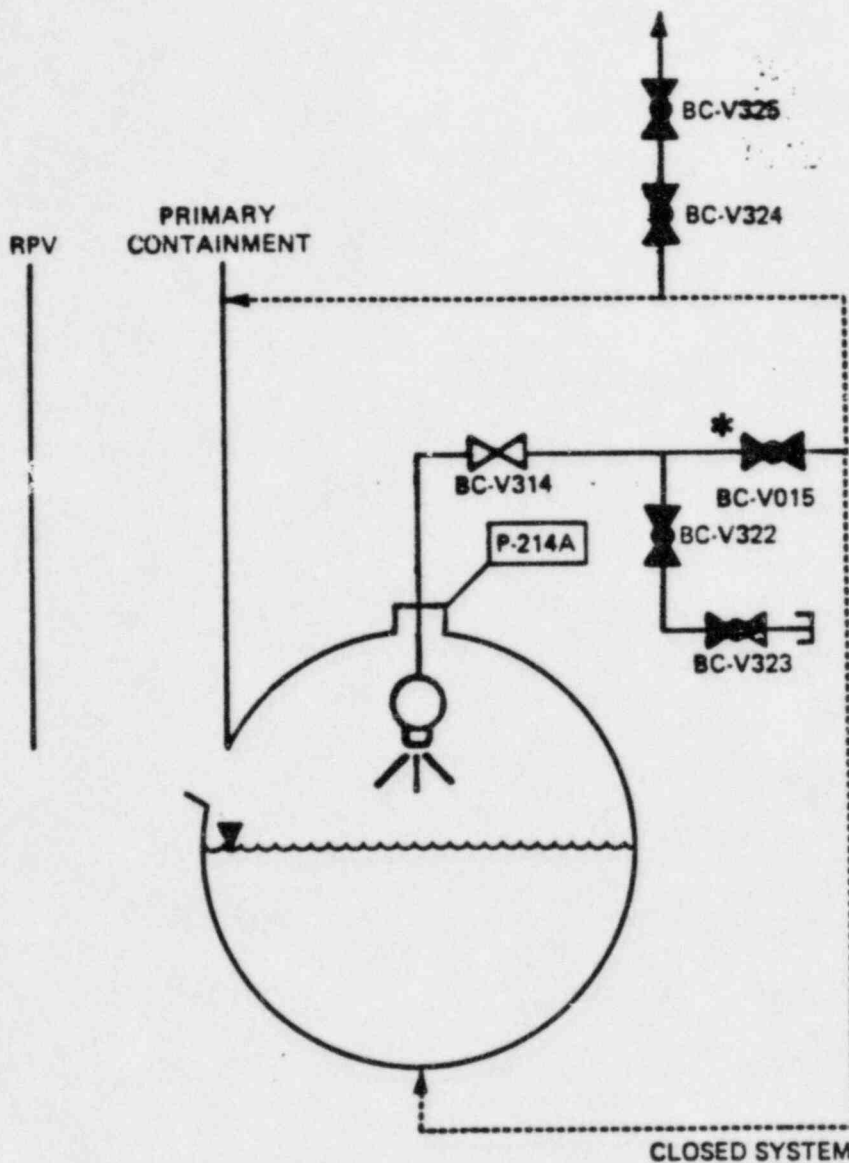 BC-V325
BC-V324
RPV
PRIMARY
CONTAINMENT
*
BC-V314
BC-V015
BC-V322
P-214A
BC-V323
CLOSED SYSTEM